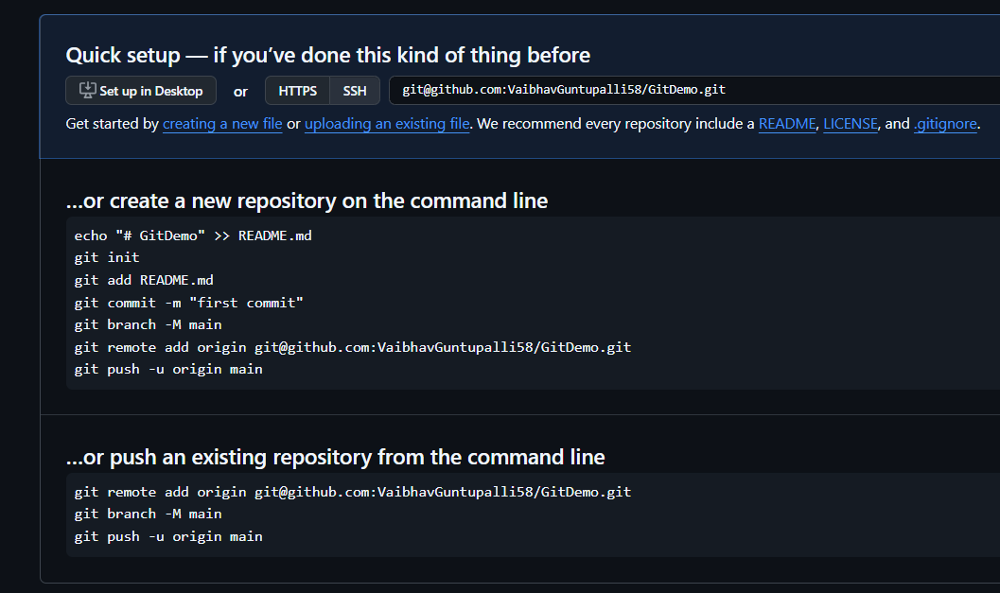 Quick setup — if you’ve done this kind of thing before
Set up in Desktop or HTTPS SSH git@github.com:VaibhavGuntupalli58/GitDemo.git
Get started by creating a new file or uploading an existing file. We recommend every repository include a README, LICENSE, and .gitignore.
…or create a new repository on the command line
echo "# GitDemo" >> README.md
git init
git add README.md
git commit -m "first commit"
git branch -M main
git remote add origin git@github.com:VaibhavGuntupalli58/GitDemo.git
git push -u origin main
…or push an existing repository from the command line
git remote add origin git@github.com:VaibhavGuntupalli58/GitDemo.git
git branch -M main
git push -u origin main